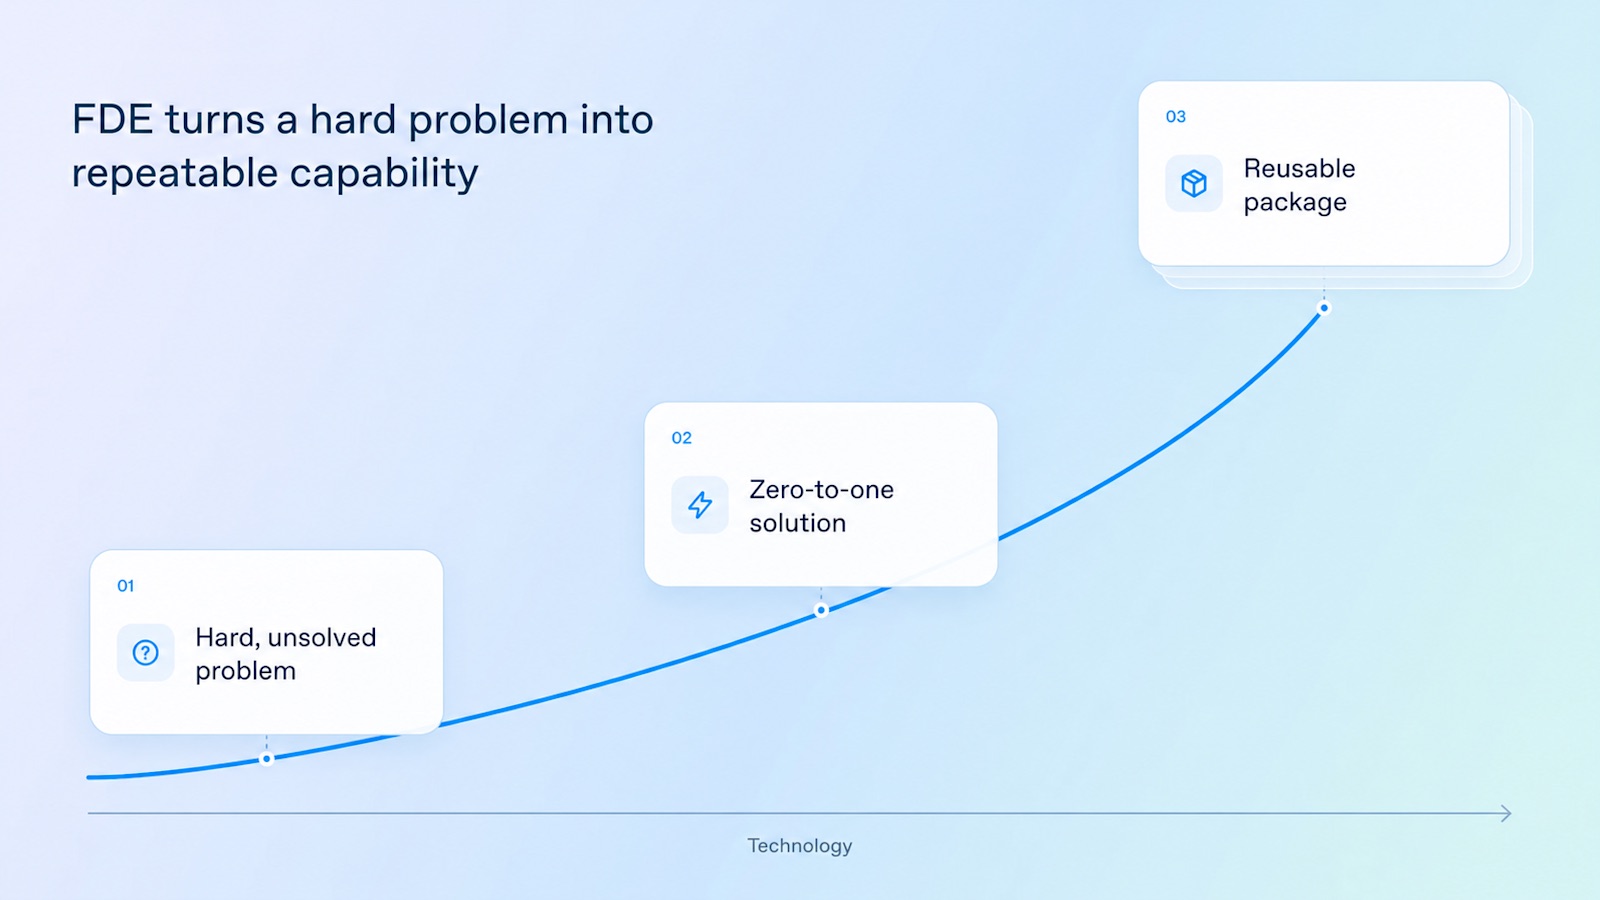 FDE turns a hard problem into
repeatable capability
03
Reusable
package
02
Zero-to-one
solution
01
Hard, unsolved
problem
Technology